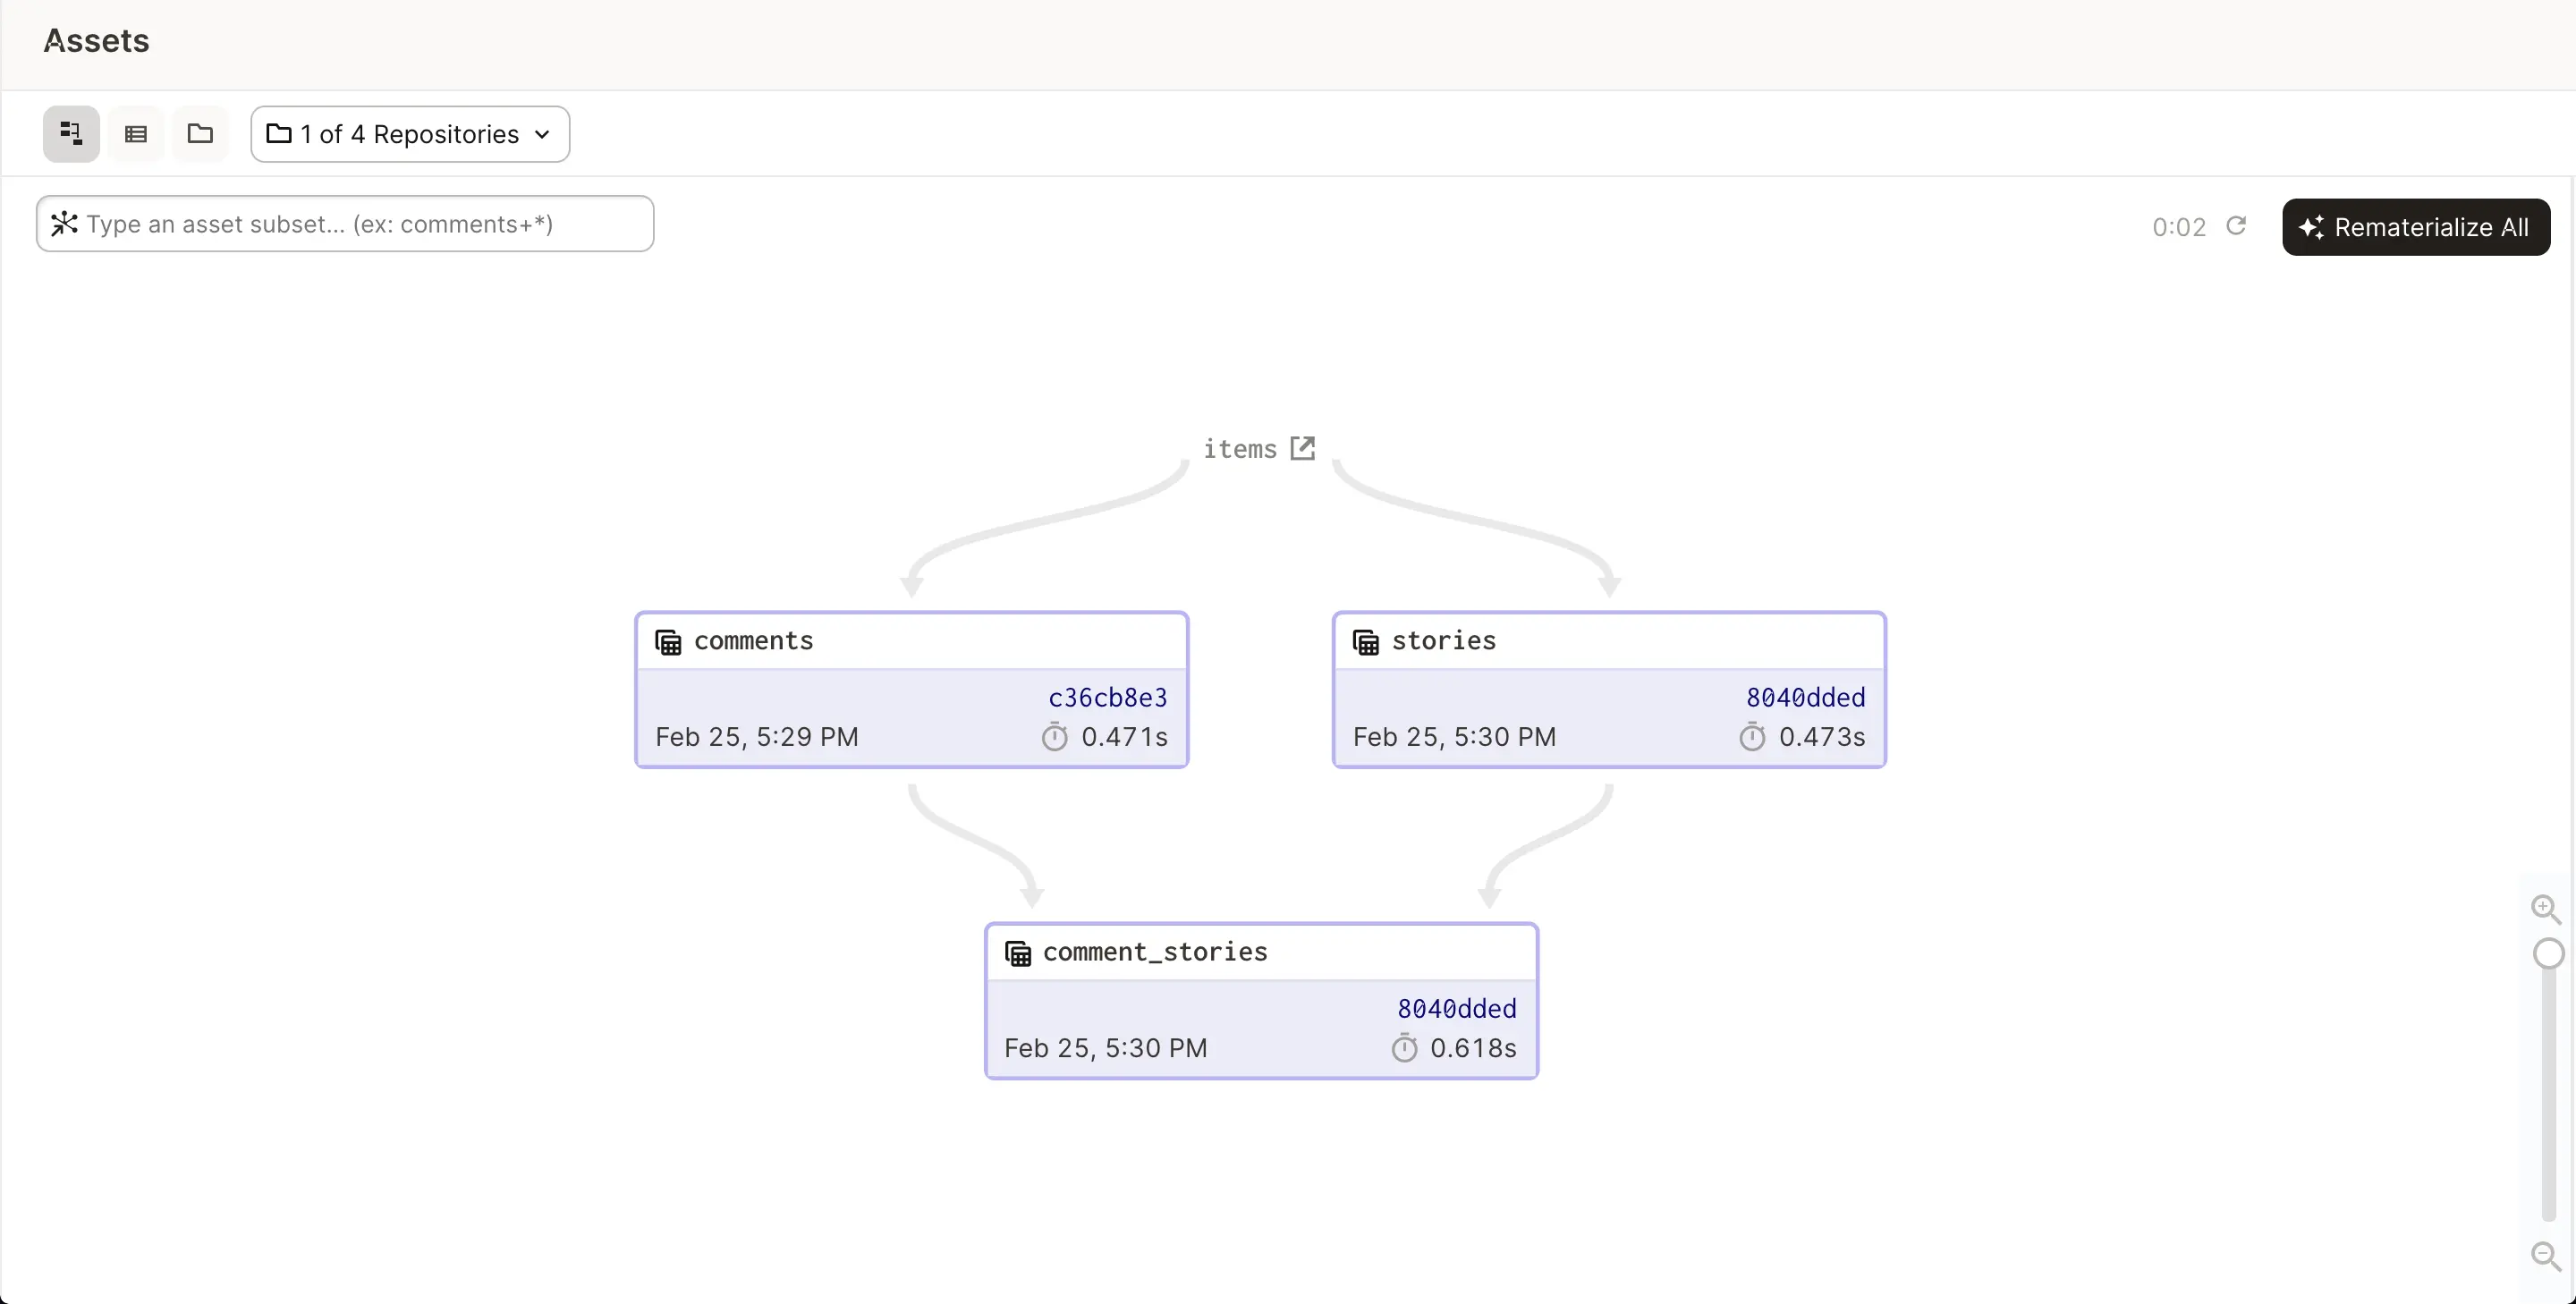 Assets
1 of 4 Repositories
Type an asset subset... (ex: comments+*)
0:02
Rematerialize All
items
comments
c36cb8e3
Feb 25, 5:29 PM
0.471s
stories
8040dded
Feb 25, 5:30 PM
0.473s
comment_stories
8040dded
Feb 25, 5:30 PM
0.618s